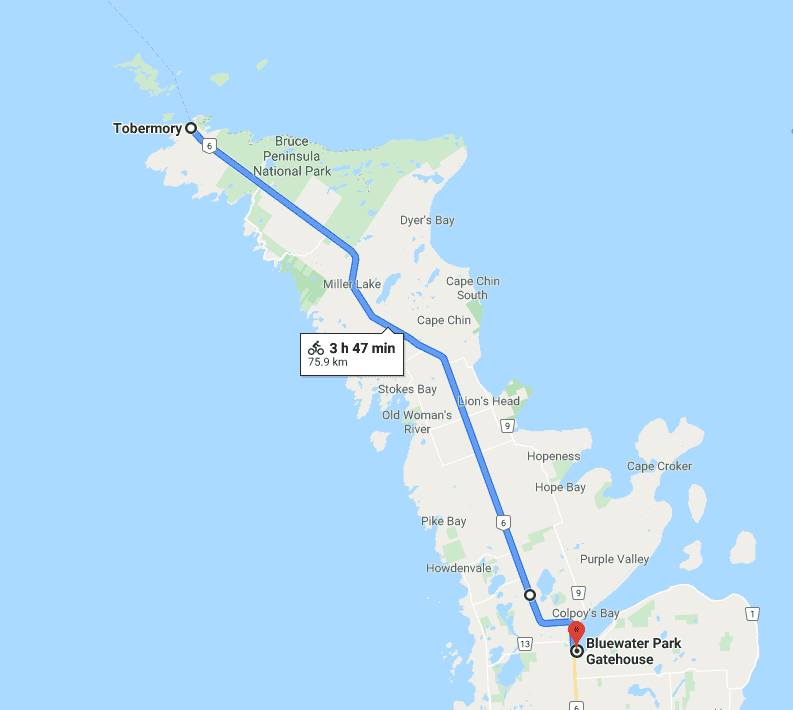 Tobermory
6
Bruce
Peninsula
National Park
Dyer's Bay
Miller Lake
Cape Chin
South
Cape Chin
3 h 47 min
75.9 km
Stokes Bay
Lion's Head
Old Woman's
River
9
Hopeness
Cape Croker
Hope Bay
Pike Bay
6
Purple Valley
Howdenvale
9
Colpoy's Bay
1
13
Bluewater Park
Gatehouse
6